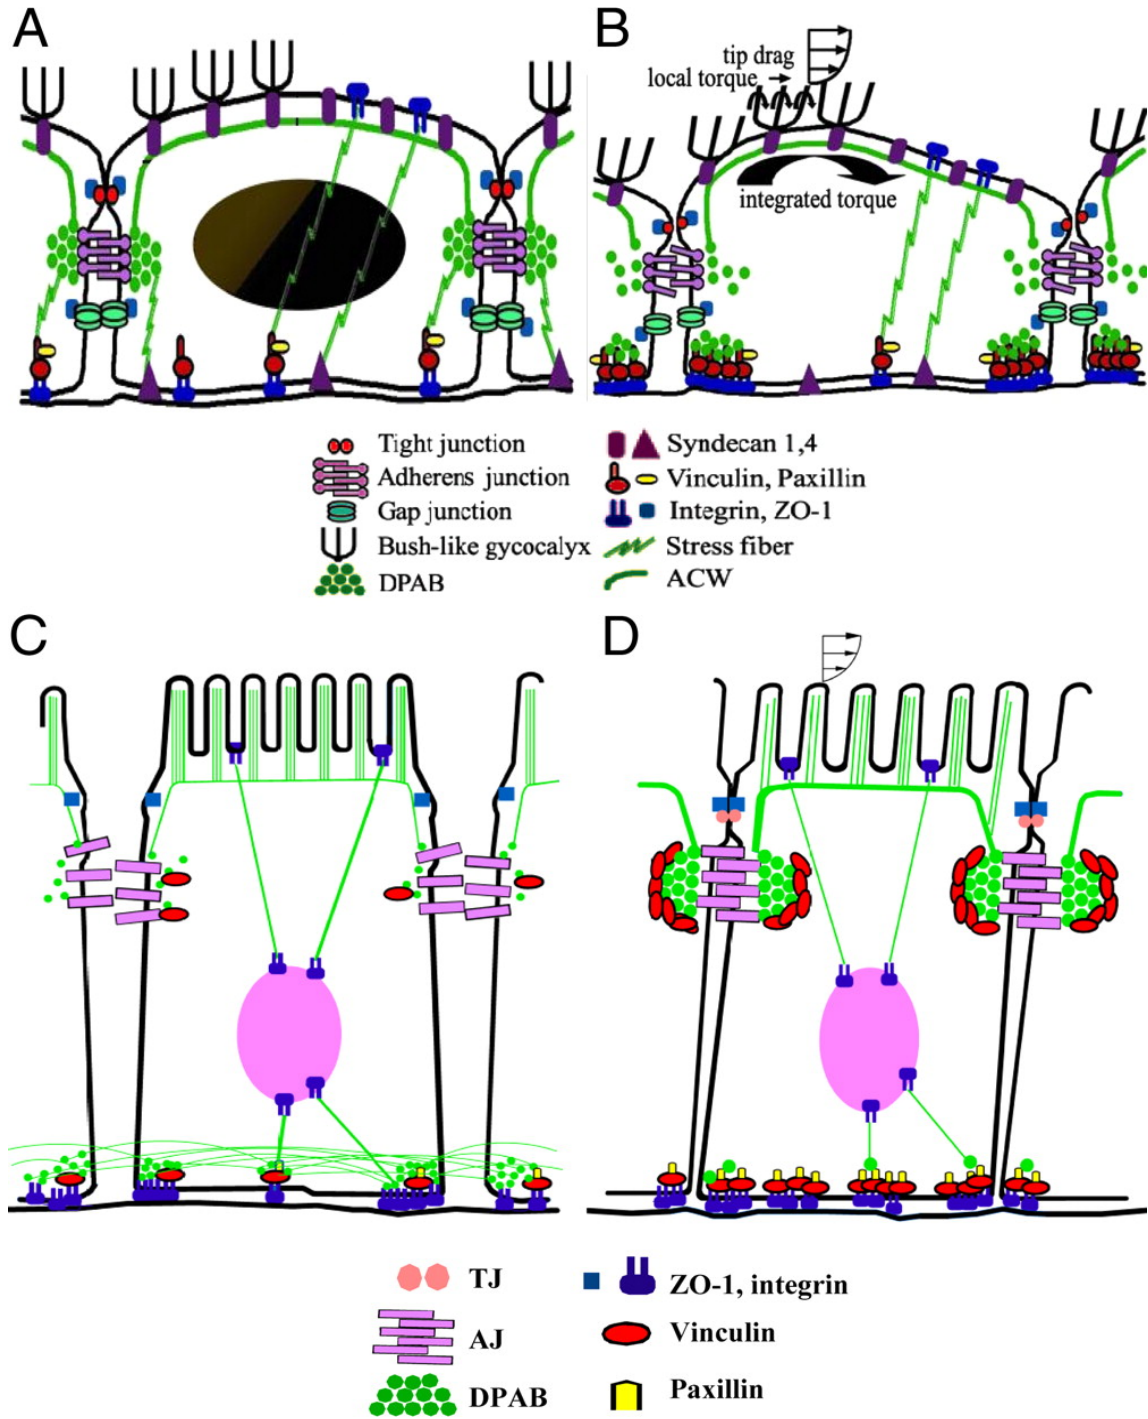 A
B
tip drag
local torque
integrated torque
Tight junction
Adherens junction
Gap junction
Bush-like gycocalyx
DPAB
Syndecan 1,4
Vinculin, Paxillin
Integrin, ZO-1
Stress fiber
ACW
C
D
TJ
AJ
DPAB
ZO-1, integrin
Vinculin
Paxillin